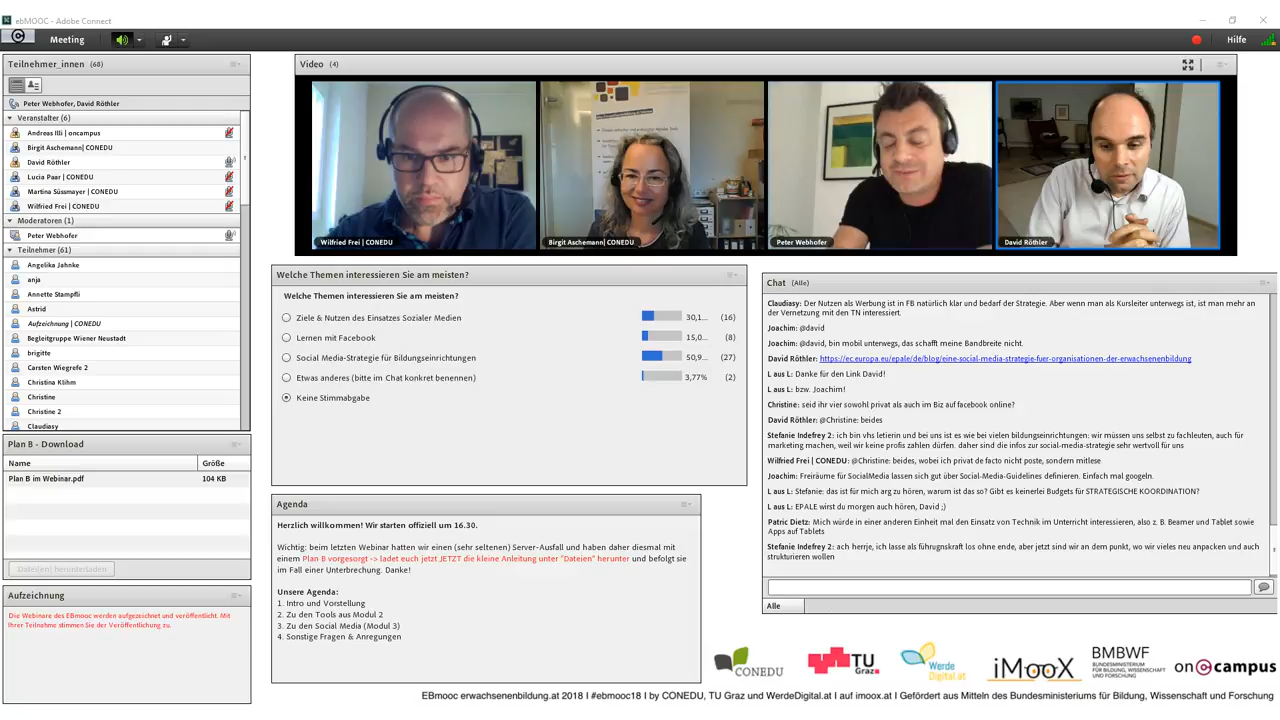 ebMOOC - Adobe Connect
Meeting
Hilfe
Teilnehmer_innen (68)
Peter Webhofer, David Röthler
Veranstalter (6)
Andreas Illi | oncampus
Birgit Aschemann| CONEDU
David Röthler
Lucia Paar | CONEDU
Martina Süssmayer | CONEDU
Wilfried Frei | CONEDU
Moderatoren (1)
Peter Webhofer
Teilnehmer (61)
Angelika Jahnke
anja
Annette Stampfli
Astrid
Aufzeichnung | CONEDU
Begleitgruppe Wiener Neustadt
brigitte
Carsten Wiegrefe 2
Christina Klihm
Christine
Christine 2
Claudiasy
Plan B - Download
Name Größe
Plan B im Webinar.pdf 104 KB
Datei(en) herunterladen
Aufzeichnung
Die Webinare des EBmooc werden aufgezeichnet und veröffentlicht. Mit
Ihrer Teilnahme stimmen Sie der Veröffentlichung zu.
Video (4)
Wilfried Frei | CONEDU
Birgit Aschemann| CONEDU
Peter Webhofer
David Röthler
Welche Themen interessieren Sie am meisten?
Welche Themen interessieren Sie am meisten?
Ziele & Nutzen des Einsatzes Sozialer Medien 30,1... (16)
Lernen mit Facebook 15,0... (8)
Social Media-Strategie für Bildungseinrichtungen 50,9... (27)
Etwas anderes (bitte im Chat konkret benennen) 3,77% (2)
Keine Stimmabgabe
Agenda
Herzlich willkommen! Wir starten offiziell um 16.30.
Wichtig: beim letzten Webinar hatten wir einen (sehr seltenen) Server-Ausfall und haben daher diesmal mit
einem Plan B vorgesorgt -> ladet euch jetzt JETZT die kleine Anleitung unter "Dateien" herunter und befolgt sie
im Fall einer Unterbrechung. Danke!
Unsere Agenda:
1. Intro und Vorstellung
2. Zu den Tools aus Modul 2
3. Zu den Social Media (Modul 3)
4. Sonstige Fragen & Anregungen
Chat (Alle)
Claudiasy: Der Nutzen als Werbung ist in FB natürlich klar und bedarf der Strategie. Aber wenn man als Kursleiter unterwegs ist, ist man mehr an
der Vernetzung mit den TN interessiert.
Joachim: @david
Joachim: @david, bin mobil unterwegs, das schafft meine Bandbreite nicht.
David Röthler: https://ec.europa.eu/epale/de/blog/eine-social-media-strategie-fuer-organisationen-der-erwachsenenbildung
L aus L: Danke für den Link David!
L aus L: bzw. Joachim!
Christine: seid ihr vier sowohl privat als auch im Biz auf facebook online?
David Röthler: @Christine: beides
Stefanie Indefrey 2: ich bin vhs letierin und bei uns ist es wie bei vielen bildungseinrichtungen: wir müssen uns selbst zu fachleuten, auch für
marketing machen, weil wir keine profis zahlen dürfen. daher sind die infos zur social-media-strategie sehr wertvoll für uns
Wilfried Frei | CONEDU: @Christine: beides, wobei ich privat de facto nicht poste, sondern mitlese
Joachim: Freiräume für SocialMedia lassen sich gut über Social-Media-Guidelines definieren. Einfach mal googeln.
L aus L: Stefanie: das ist für mich arg zu hören, warum ist das so? Gibt es keinerlei Budgets für STRATEGISCHE KOORDINATION?
L aus L: EPALE wirst du morgen auch hören, David ;)
Patric Dietz: Mich würde in einer anderen Einheit mal den Einsatz von Technik im Unterricht interessieren, also z. B. Beamer und Tablet sowie
Apps auf Tablets
Stefanie Indefrey 2: ach herrje, ich lasse als führugnskraft los ohne ende, aber jetzt sind wir an dem punkt, wo wir vieles neu anpacken und auch
strukturieren wollen
Alle
CONEDU
TU Graz
Werde Digital.at
iMooX
BMBWF
BUNDESMINISTERIUM
FÜR BILDUNG, WISSENSCHAFT
UND FORSCHUNG
oncampus
EBmooc erwachsenenbildung.at 2018 I #ebmooc18 I by CONEDU, TU Graz und WerdeDigital.at I auf imoox.at I Gefördert aus Mitteln des Bundesministeriums für Bildung, Wissenschaft und Forschung